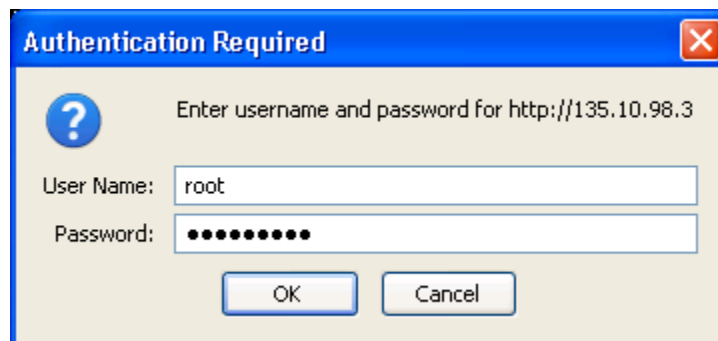 Authentication Required
Enter username and password for http://135.10.98.3
User Name: root
Password: ●●●●●●●●●
OK Cancel